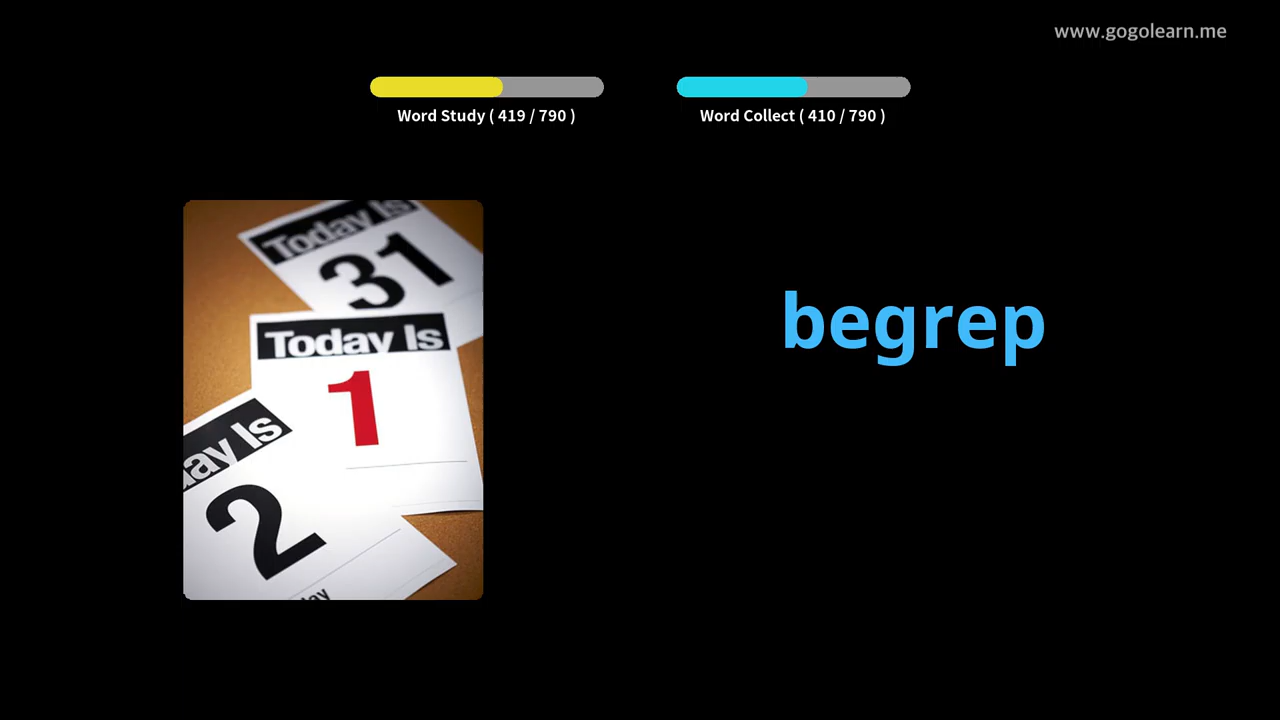 www.gogolearn.me
Word Study ( 419 / 790 )
Word Collect ( 410 / 790 )
Today Is
31
Today Is
1
ay Is
2
begrep